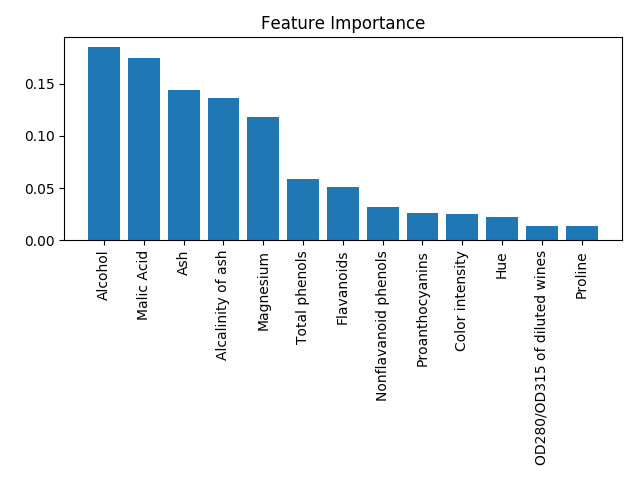 Feature Importance
0.15
0.10
0.05
0.00
Alcohol
Malic Acid
Ash
Alcalinity of ash
Magnesium
Total phenols
Flavanoids
Nonflavanoid phenols
Proanthocyanins
Color intensity
Hue
OD280/OD315 of diluted wines
Proline